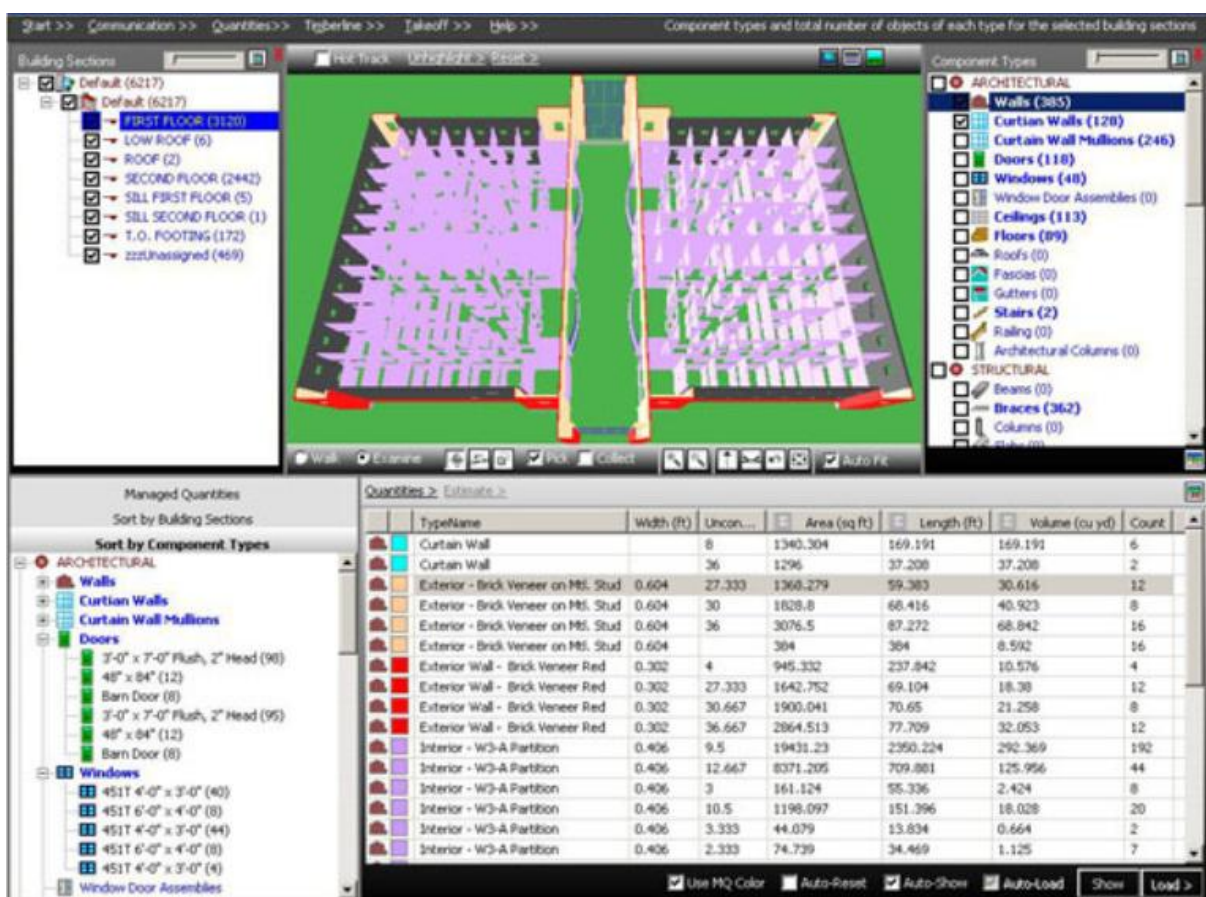 Start >> Communication >> Quantities>> Timberline >> Takeoff >> Help >> Component types and total number of objects of each type for the selected building sections
Building Sections
Default (6217)
Default (6217)
FIRST FLOOR (3120)
LOW ROOF (6)
ROOF (2)
SECOND FLOOR (2442)
SILL FIRST FLOOR (5)
SILL SECOND FLOOR (1)
T.O. FOOTING (172)
zzzUnassigned (469)
Hot Track Unhighlight > Reset >
Walk Examine Pick Collect Auto Fit
Component Types
ARCHITECTURAL
Walls (385)
Curtian Walls (128)
Curtain Wall Mullions (246)
Doors (118)
Windows (48)
Window Door Assemblies (0)
Ceilings (113)
Floors (89)
Roofs (0)
Fascias (0)
Gutters (0)
Stairs (2)
Railing (0)
Architectural Columns (0)
STRUCTURAL
Beams (0)
Braces (362)
Columns (0)
Managed Quantities
Sort by Building Sections
Sort by Component Types
ARCHITECTURAL
Walls
Curtian Walls
Curtain Wall Mullions
Doors
3'-0" x 7'-0" Flush, 2" Head (98)
48" x 84" (12)
Barn Door (8)
3'-0" x 7'-0" Flush, 2" Head (95)
48" x 84" (12)
Barn Door (8)
Windows
451T 4'-0" x 3'-0" (40)
451T 6'-0" x 4'-0" (8)
451T 4'-0" x 3'-0" (44)
451T 6'-0" x 4'-0" (8)
451T 4'-0" x 3'-0" (4)
Window Door Assemblies
Quantities > Estimate >
TypeName Width (ft) Uncon... Area (sq ft) Length (ft) Volume (cu yd) Count
Curtain Wall 8 1340.304 169.191 169.191 6
Curtain Wall 36 1296 37.208 37.208 2
Exterior - Brick Veneer on Mtl. Stud 0.604 27.333 1368.279 59.383 30.616 12
Exterior - Brick Veneer on Mtl. Stud 0.604 30 1828.8 68.416 40.923 8
Exterior - Brick Veneer on Mtl. Stud 0.604 36 3076.5 87.272 68.842 16
Exterior - Brick Veneer on Mtl. Stud 0.604 384 384 8.592 16
Exterior Wall - Brick Veneer Red 0.302 4 945.332 237.842 10.576 4
Exterior Wall - Brick Veneer Red 0.302 27.333 1642.752 69.104 18.38 12
Exterior Wall - Brick Veneer Red 0.302 30.667 1900.041 70.65 21.258 8
Exterior Wall - Brick Veneer Red 0.302 36.667 2864.513 77.709 32.053 12
Interior - W3-A Partition 0.406 9.5 19431.23 2350.224 292.369 192
Interior - W3-A Partition 0.406 12.667 8371.205 709.881 125.956 44
Interior - W3-A Partition 0.406 3 161.124 55.336 2.424 8
Interior - W3-A Partition 0.406 10.5 1198.097 151.396 18.028 20
Interior - W3-A Partition 0.406 3.333 44.079 13.834 0.664 2
Interior - W3-A Partition 0.406 2.333 74.739 34.469 1.125 7
Use MQ Color Auto-Reset Auto-Show Auto-Load Show Load >